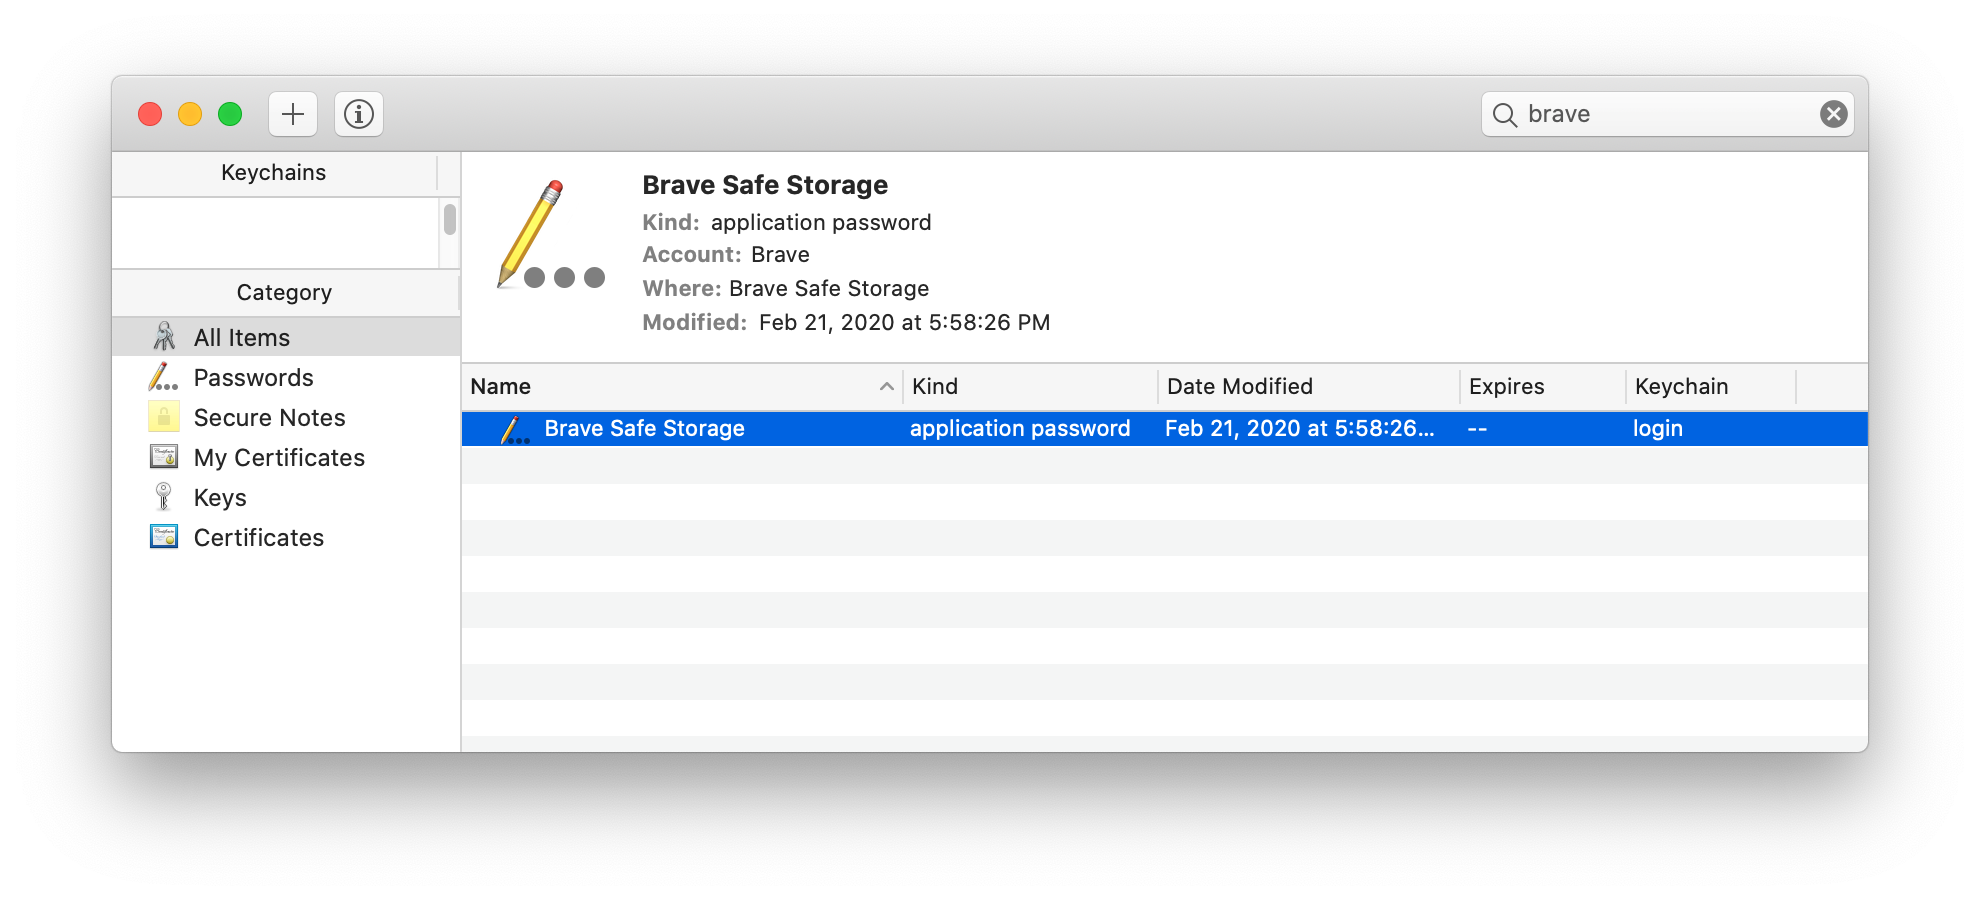 brave
Keychains
Category
All Items
Passwords
Secure Notes
My Certificates
Keys
Certificates
Brave Safe Storage
Kind: application password
Account: Brave
Where: Brave Safe Storage
Modified: Feb 21, 2020 at 5:58:26 PM
Name Kind Date Modified Expires Keychain
Brave Safe Storage application password Feb 21, 2020 at 5:58:26... -- login